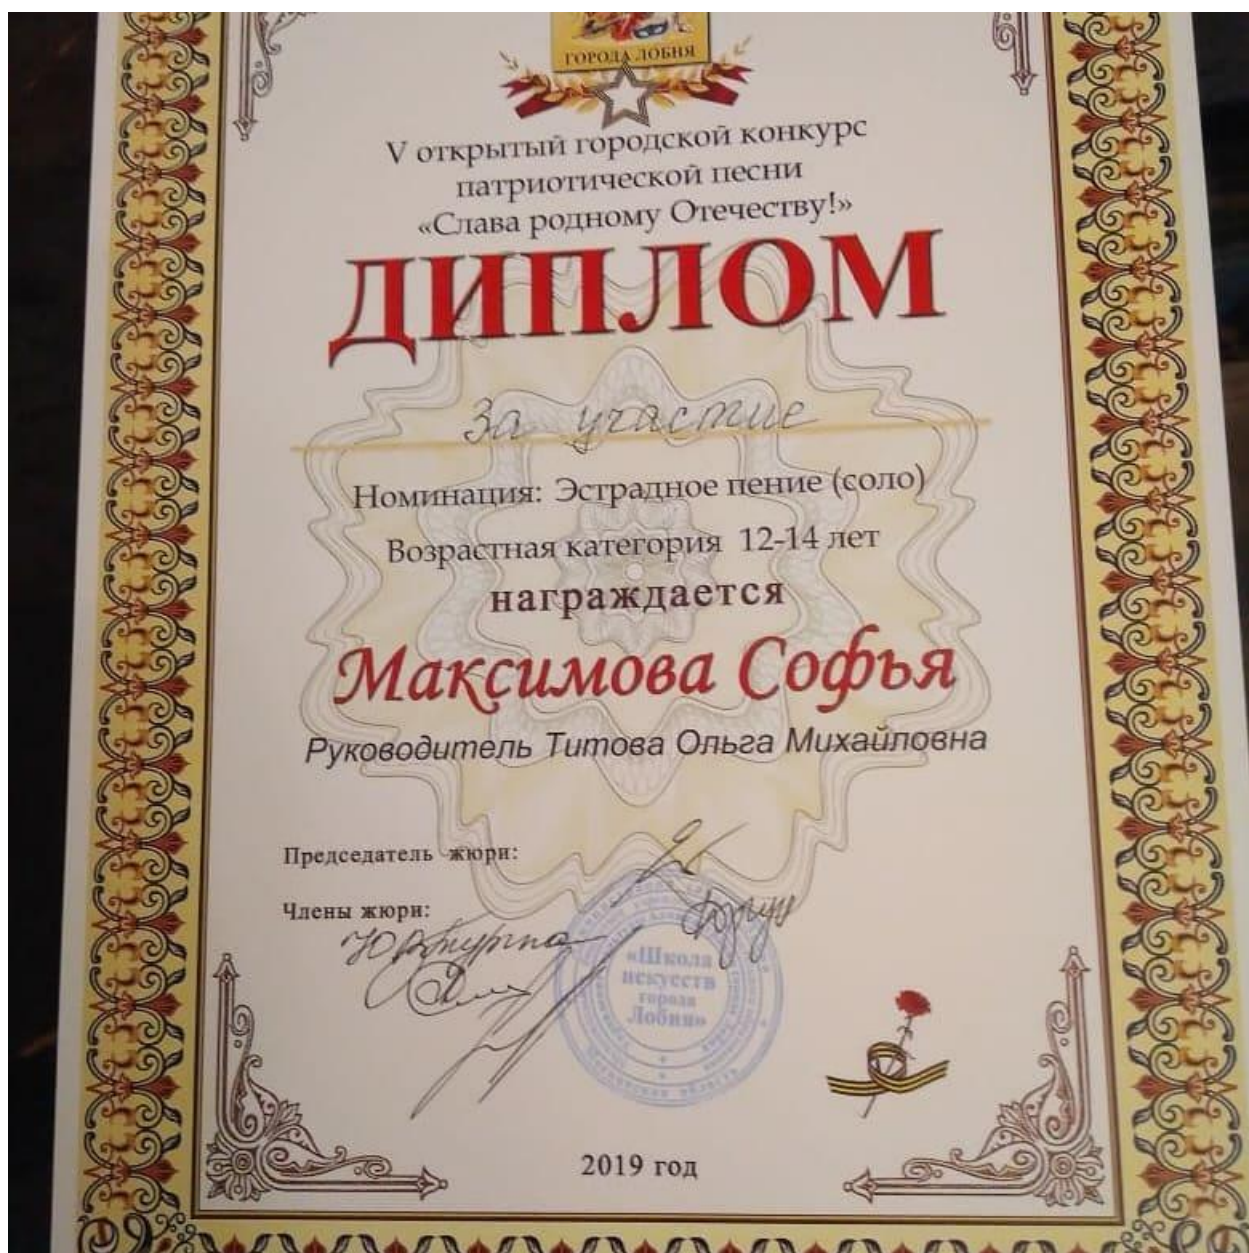 ГОРОДА ЛОБНЯ
V открытый городской конкурс
патриотической песни
«Слава родному Отечеству!»
ДИПЛОМ
За участие
Номинация: Эстрадное пение (соло)
Возрастная категория 12-14 лет
награждается
Максимова Софья
Руководитель Титова Ольга Михайловна
Председатель жюри:
Члены жюри:
«Школа
искусств
города
Лобня»
Московская область
2019 год